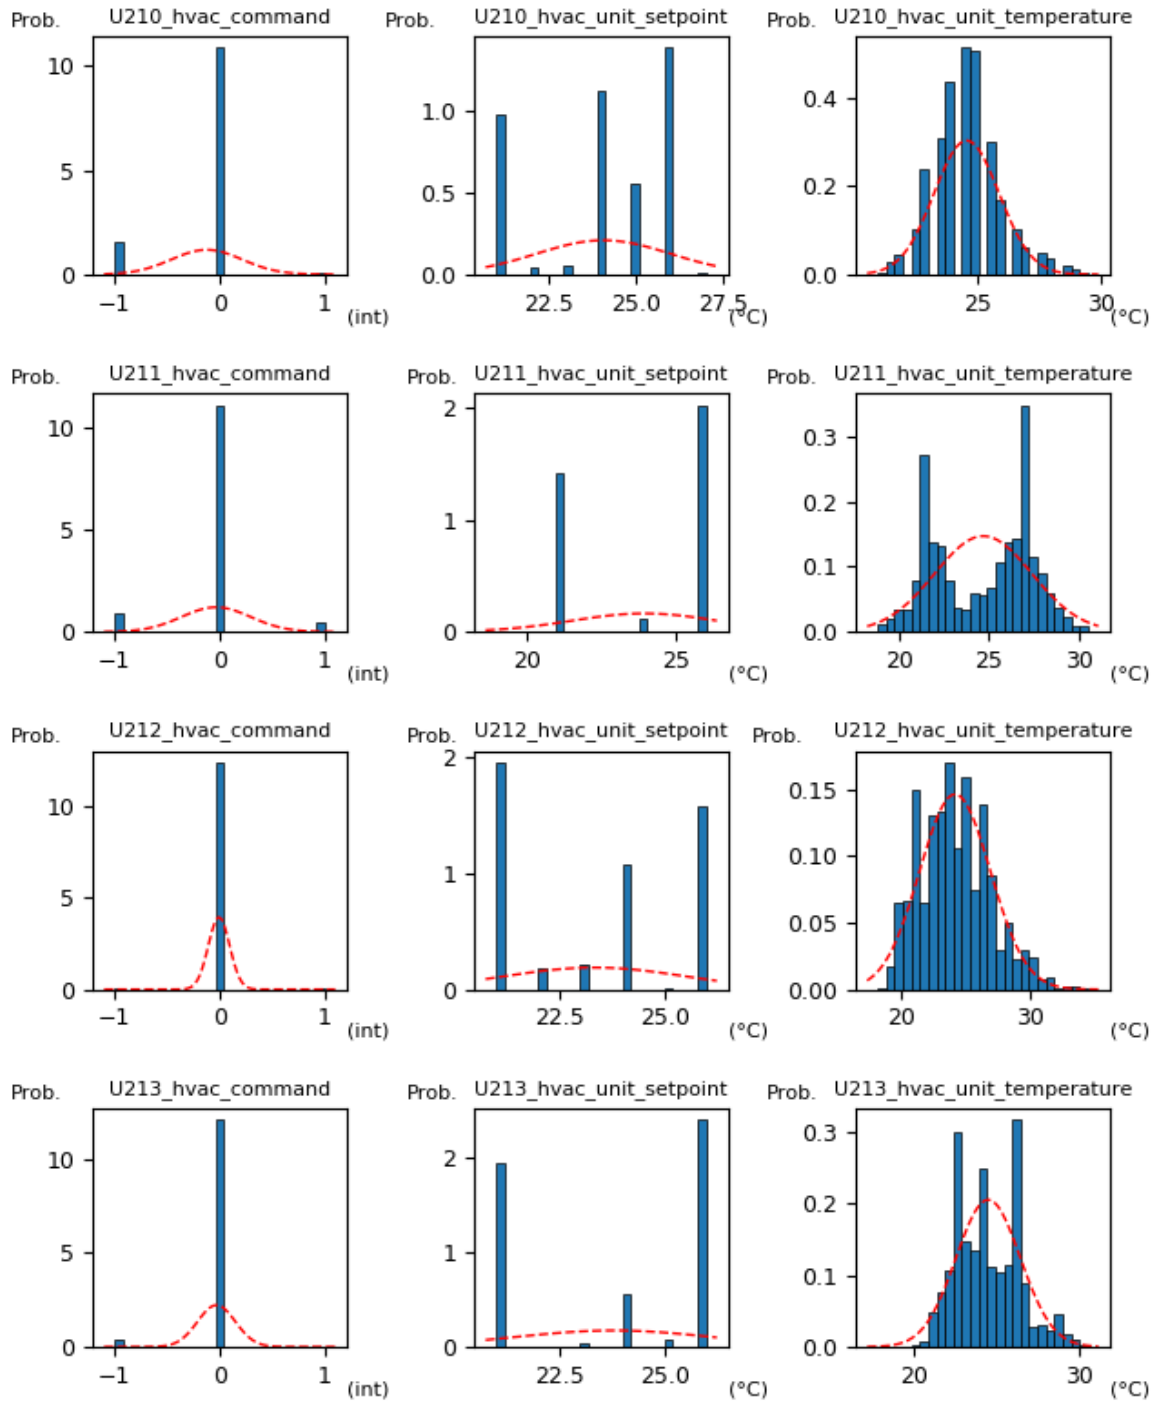 Prob. U210_hvac_command
10
5
0
−1 0 1
(int)
Prob. U210_hvac_unit_setpoint
1.0
0.5
0.0
22.5 25.0 27.5
(°C)
Prob. U210_hvac_unit_temperature
0.4
0.2
0.0
25 30
(°C)
Prob. U211_hvac_command
10
5
0
−1 0 1
(int)
Prob. U211_hvac_unit_setpoint
2
1
0
20 25
(°C)
Prob. U211_hvac_unit_temperature
0.3
0.2
0.1
0.0
20 25 30
(°C)
Prob. U212_hvac_command
10
5
0
−1 0 1
(int)
Prob. U212_hvac_unit_setpoint
2
1
0
22.5 25.0
(°C)
Prob. U212_hvac_unit_temperature
0.15
0.10
0.05
0.00
20 30
(°C)
Prob. U213_hvac_command
10
5
0
−1 0 1
(int)
Prob. U213_hvac_unit_setpoint
2
1
0
22.5 25.0
(°C)
Prob. U213_hvac_unit_temperature
0.3
0.2
0.1
0.0
20 30
(°C)